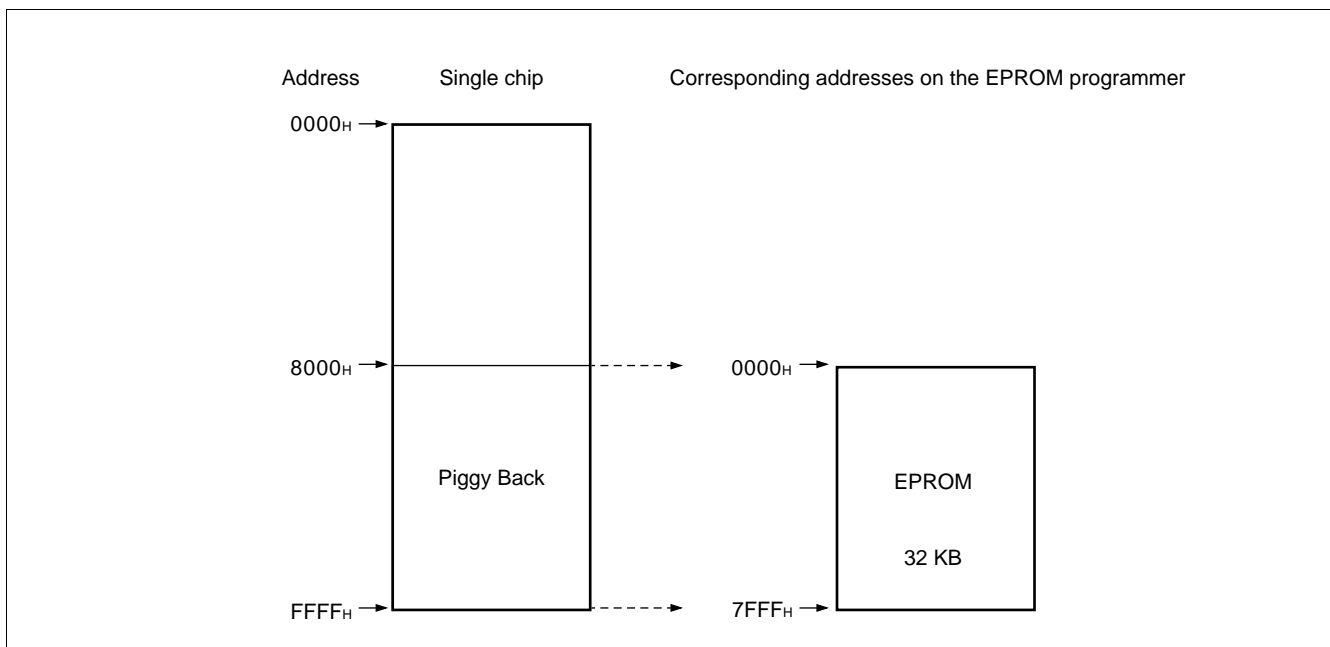 Address Single chip Corresponding addresses on the EPROM programmer
0000H
8000H 0000H
Piggy Back EPROM
32 KB
FFFFH 7FFFH